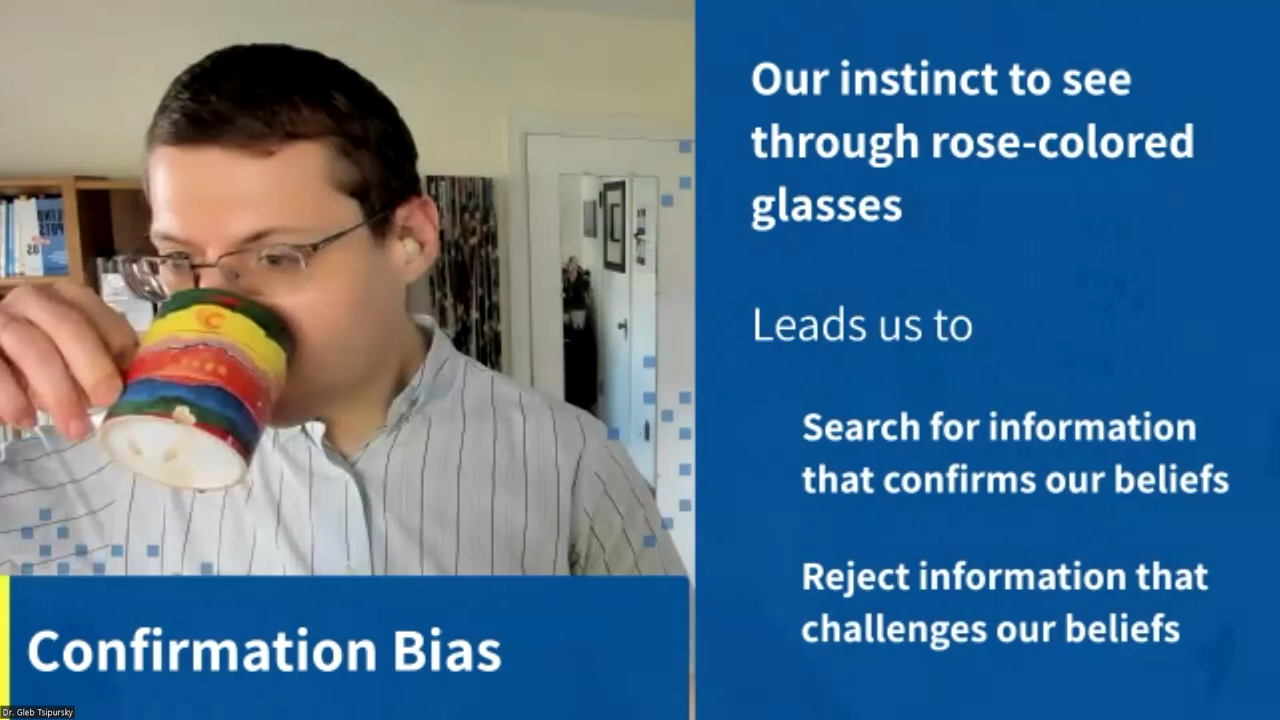 Our instinct to see
through rose-colored
glasses
Leads us to
Search for information
that confirms our beliefs
Reject information that
challenges our beliefs
Confirmation Bias
Dr. Gleb Tsipursky